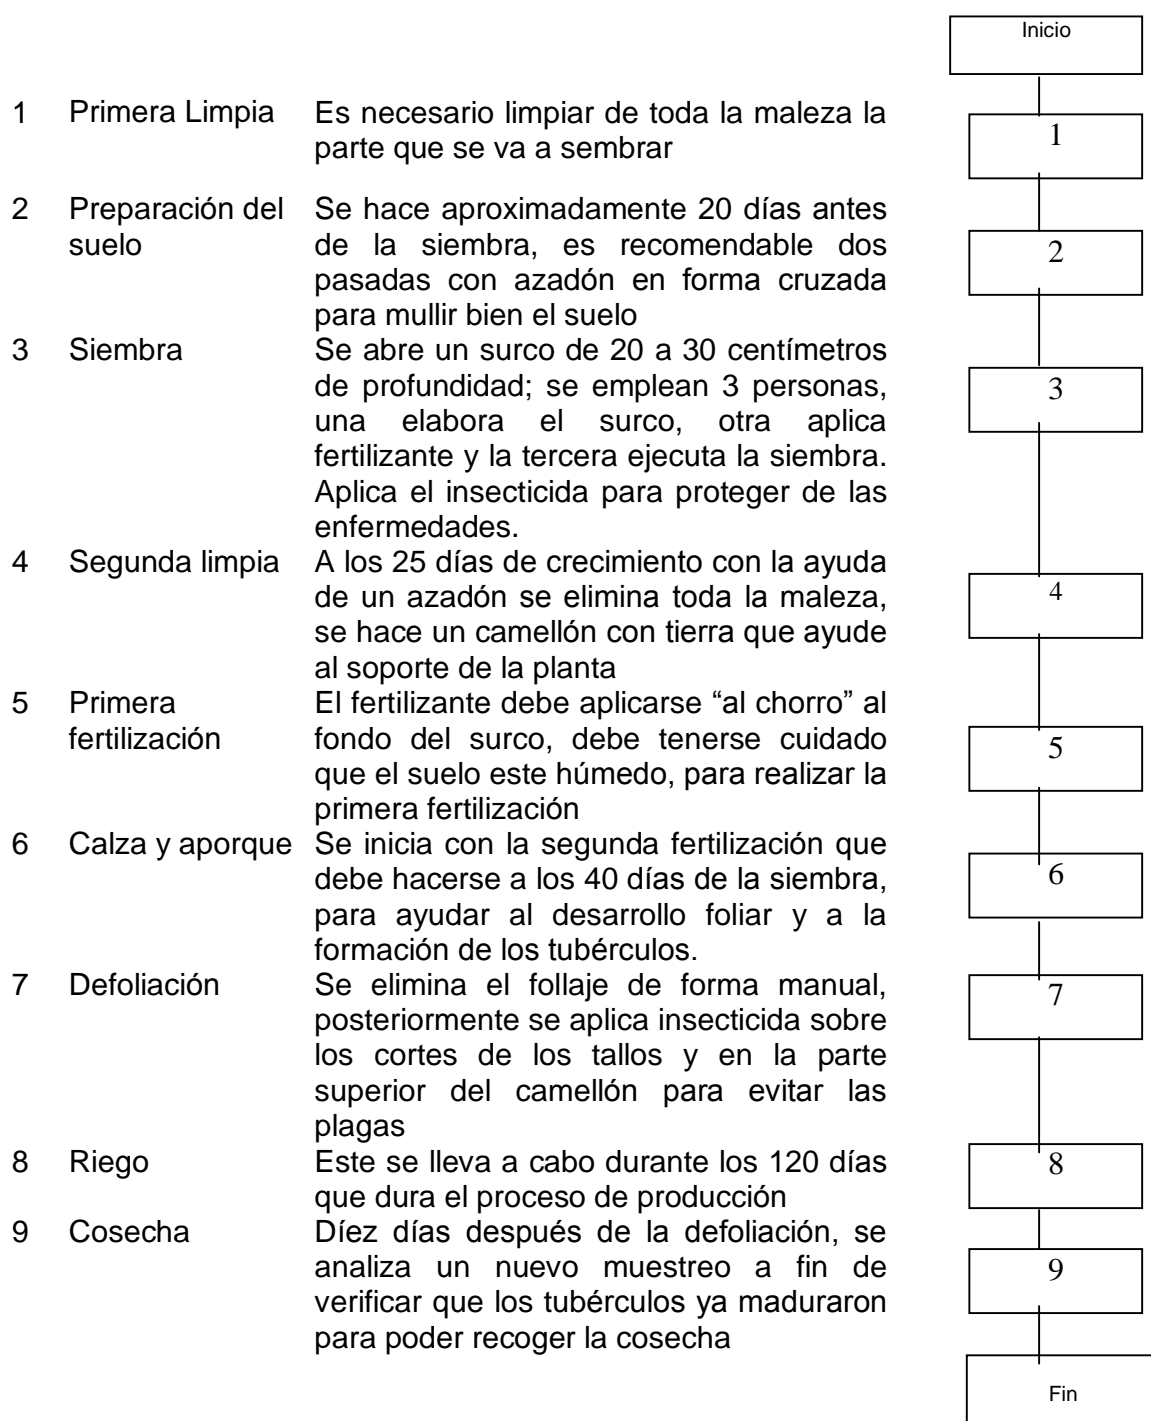 Inicio
1 Primera Limpia Es necesario limpiar de toda la maleza la
parte que se va a sembrar
1
2 Preparación del Se hace aproximadamente 20 días antes
suelo de la siembra, es recomendable dos
pasadas con azadón en forma cruzada
para mullir bien el suelo
2
3 Siembra Se abre un surco de 20 a 30 centímetros
de profundidad; se emplean 3 personas,
una elabora el surco, otra aplica
fertilizante y la tercera ejecuta la siembra.
Aplica el insecticida para proteger de las
enfermedades.
3
4 Segunda limpia A los 25 días de crecimiento con la ayuda
de un azadón se elimina toda la maleza,
se hace un camellón con tierra que ayude
al soporte de la planta
4
5 Primera El fertilizante debe aplicarse “al chorro” al
fertilización fondo del surco, debe tenerse cuidado
que el suelo este húmedo, para realizar la
primera fertilización
5
6 Calza y aporque Se inicia con la segunda fertilización que
debe hacerse a los 40 días de la siembra,
para ayudar al desarrollo foliar y a la
formación de los tubérculos.
6
7 Defoliación Se elimina el follaje de forma manual,
posteriormente se aplica insecticida sobre
los cortes de los tallos y en la parte
superior del camellón para evitar las
plagas
7
8 Riego Este se lleva a cabo durante los 120 días
que dura el proceso de producción
8
9 Cosecha Díez días después de la defoliación, se
analiza un nuevo muestreo a fin de
verificar que los tubérculos ya maduraron
para poder recoger la cosecha
9
Fin